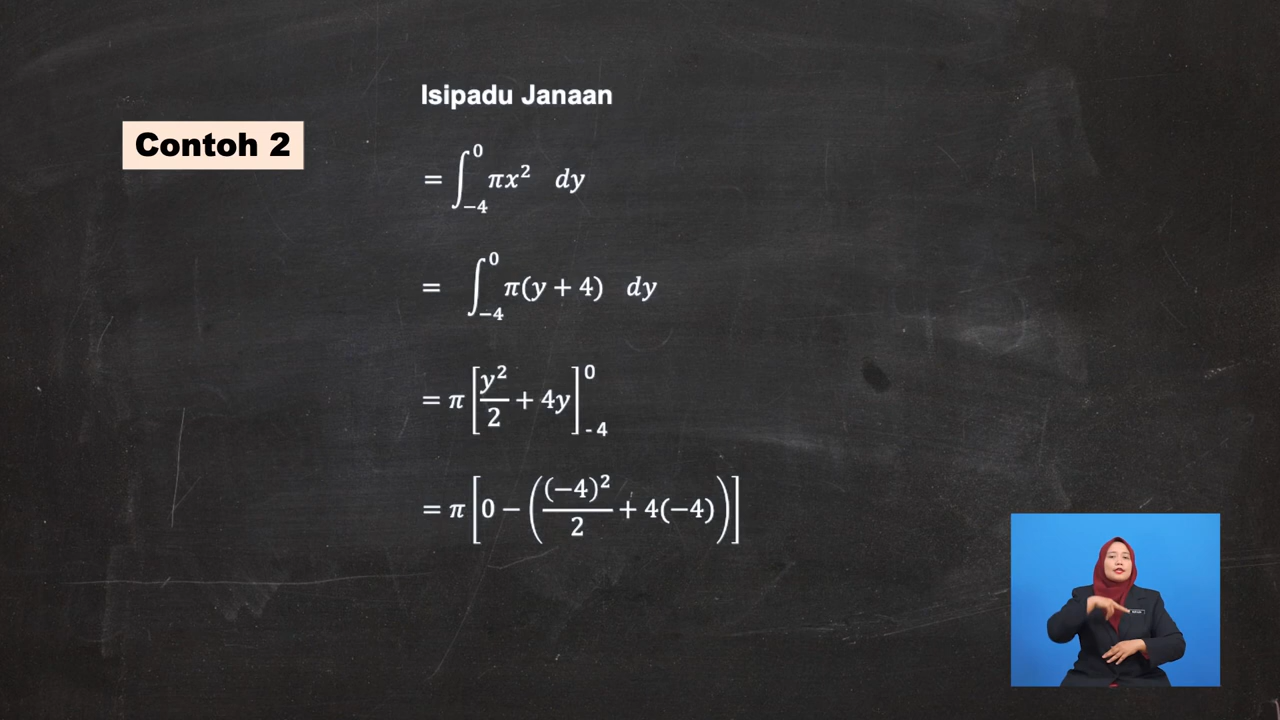 Isipadu Janaan
Contoh 2
= ∫_{-4}^{0} πx² dy
= ∫_{-4}^{0} π(y + 4) dy
= π [y²/2 + 4y]_{-4}^{0}
= π [0 − ((−4)²/2 + 4(−4))]